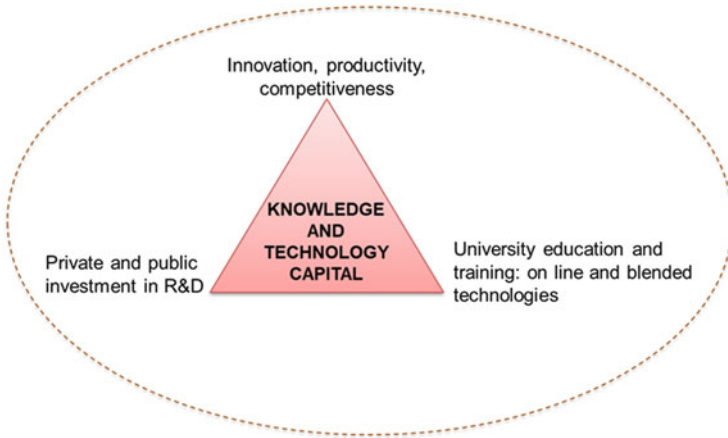 Innovation, productivity,
competitiveness
KNOWLEDGE
AND
TECHNOLOGY
CAPITAL
Private and public
investment in R&D
University education and
training: on line and blended
technologies